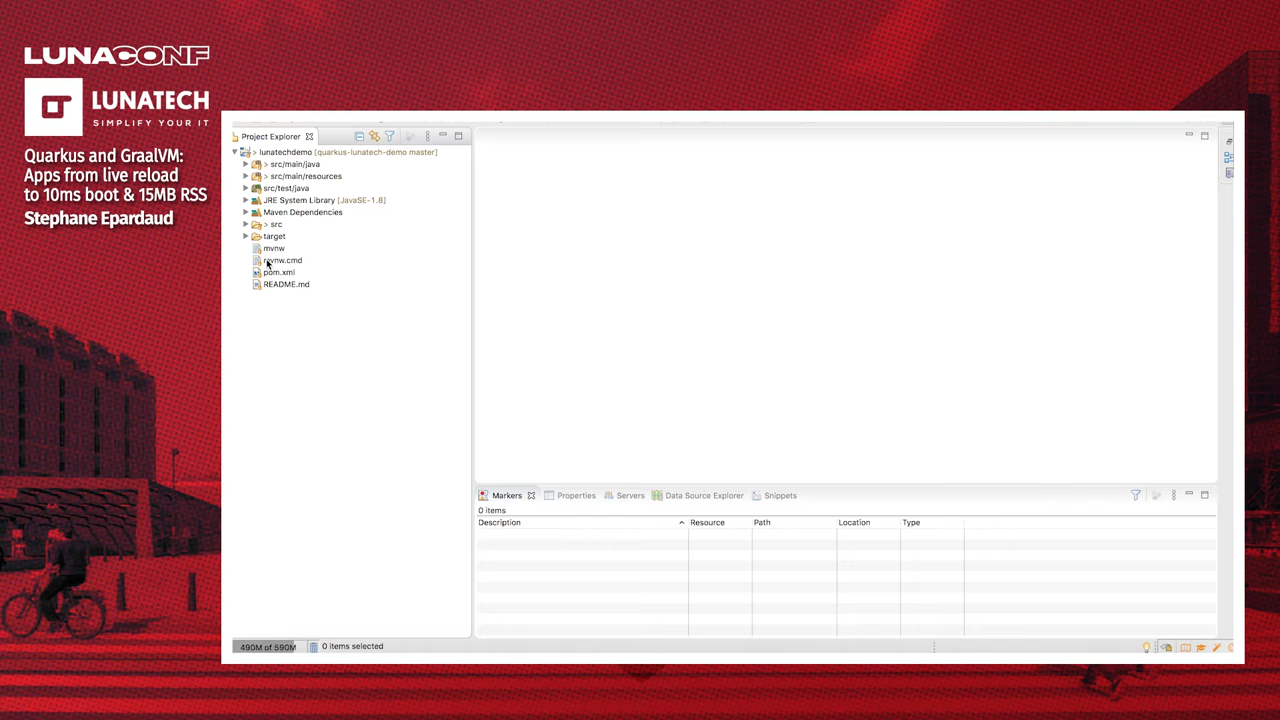 LUNACONF
LUNATECH
SIMPLIFY YOUR IT
Quarkus and GraalVM:
Apps from live reload
to 10ms boot & 15MB RSS
Stephane Epardaud
Project Explorer
> lunatechdemo [quarkus-lunatech-demo master]
> src/main/java
> src/main/resources
src/test/java
JRE System Library [JavaSE-1.8]
Maven Dependencies
> src
target
mvnw
mvnw.cmd
pom.xml
README.md
Markers Properties Servers Data Source Explorer Snippets
0 items
Description Resource Path Location Type
490M of 590M 0 items selected